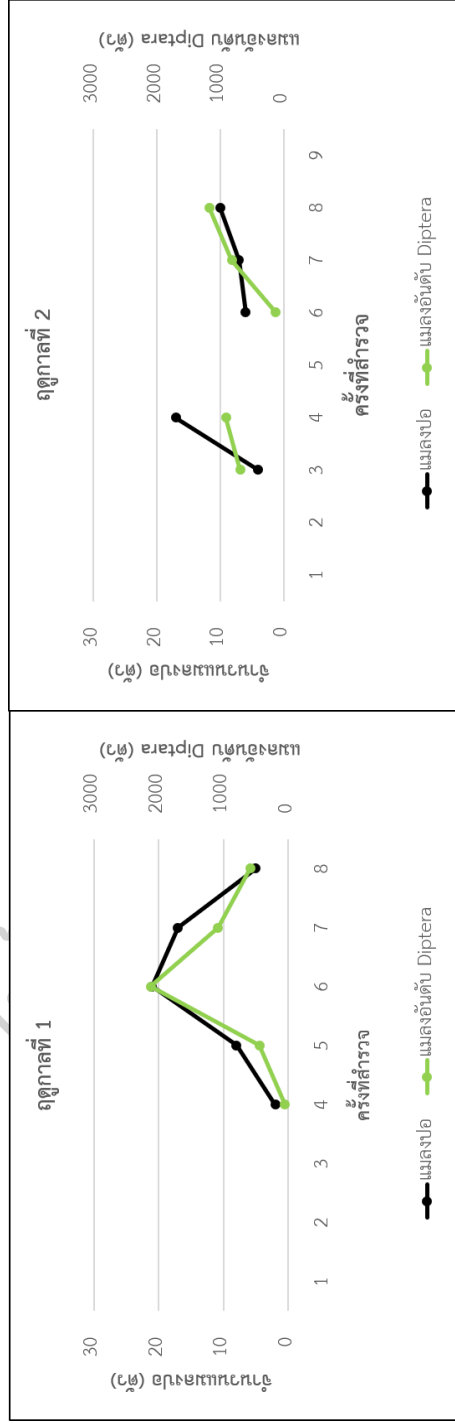 ฤดูกาลที่ 1
จำนวนแมลงปอ (ตัว)
30
20
10
0
แมลงอันดับ Diptara (ตัว)
3000
2000
1000
0
1 2 3 4 5 6 7 8
ครั้งที่สำรวจ
แมลงปอ แมลงอันดับ Diptera
ฤดูกาลที่ 2
จำนวนแมลงปอ (ตัว)
30
20
10
0
แมลงอันดับ Diptara (ตัว)
3000
2000
1000
0
1 2 3 4 5 6 7 8 9
ครั้งที่สำรวจ
แมลงปอ แมลงอันดับ Diptera